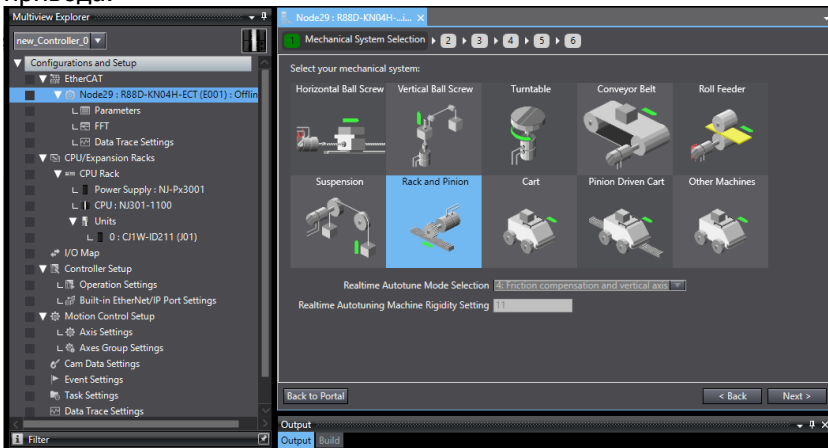 привода.
Multiview Explorer
new_Controller_0
Configurations and Setup
EtherCAT
Node29 : R88D-KN04H-ECT (E001) : Offlin
Parameters
FFT
Data Trace Settings
CPU/Expansion Racks
CPU Rack
Power Supply : NJ-Px3001
CPU : NJ301-1100
Units
0 : CJ1W-ID211 (J01)
I/O Map
Controller Setup
Operation Settings
Built-in EtherNet/IP Port Settings
Motion Control Setup
Axis Settings
Axes Group Settings
Cam Data Settings
Event Settings
Task Settings
Data Trace Settings
Filter
Node29 : R88D-KN04H-...i...
1 Mechanical System Selection 2 3 4 5 6
Select your mechanical system:
Horizontal Ball Screw Vertical Ball Screw Turntable Conveyor Belt Roll Feeder
Suspension Rack and Pinion Cart Pinion Driven Cart Other Machines
Realtime Autotune Mode Selection 4: Friction compensation and vertical axis
Realtime Autotuning Machine Rigidity Setting 11
Back to Portal < Back Next >
Output
Output Build